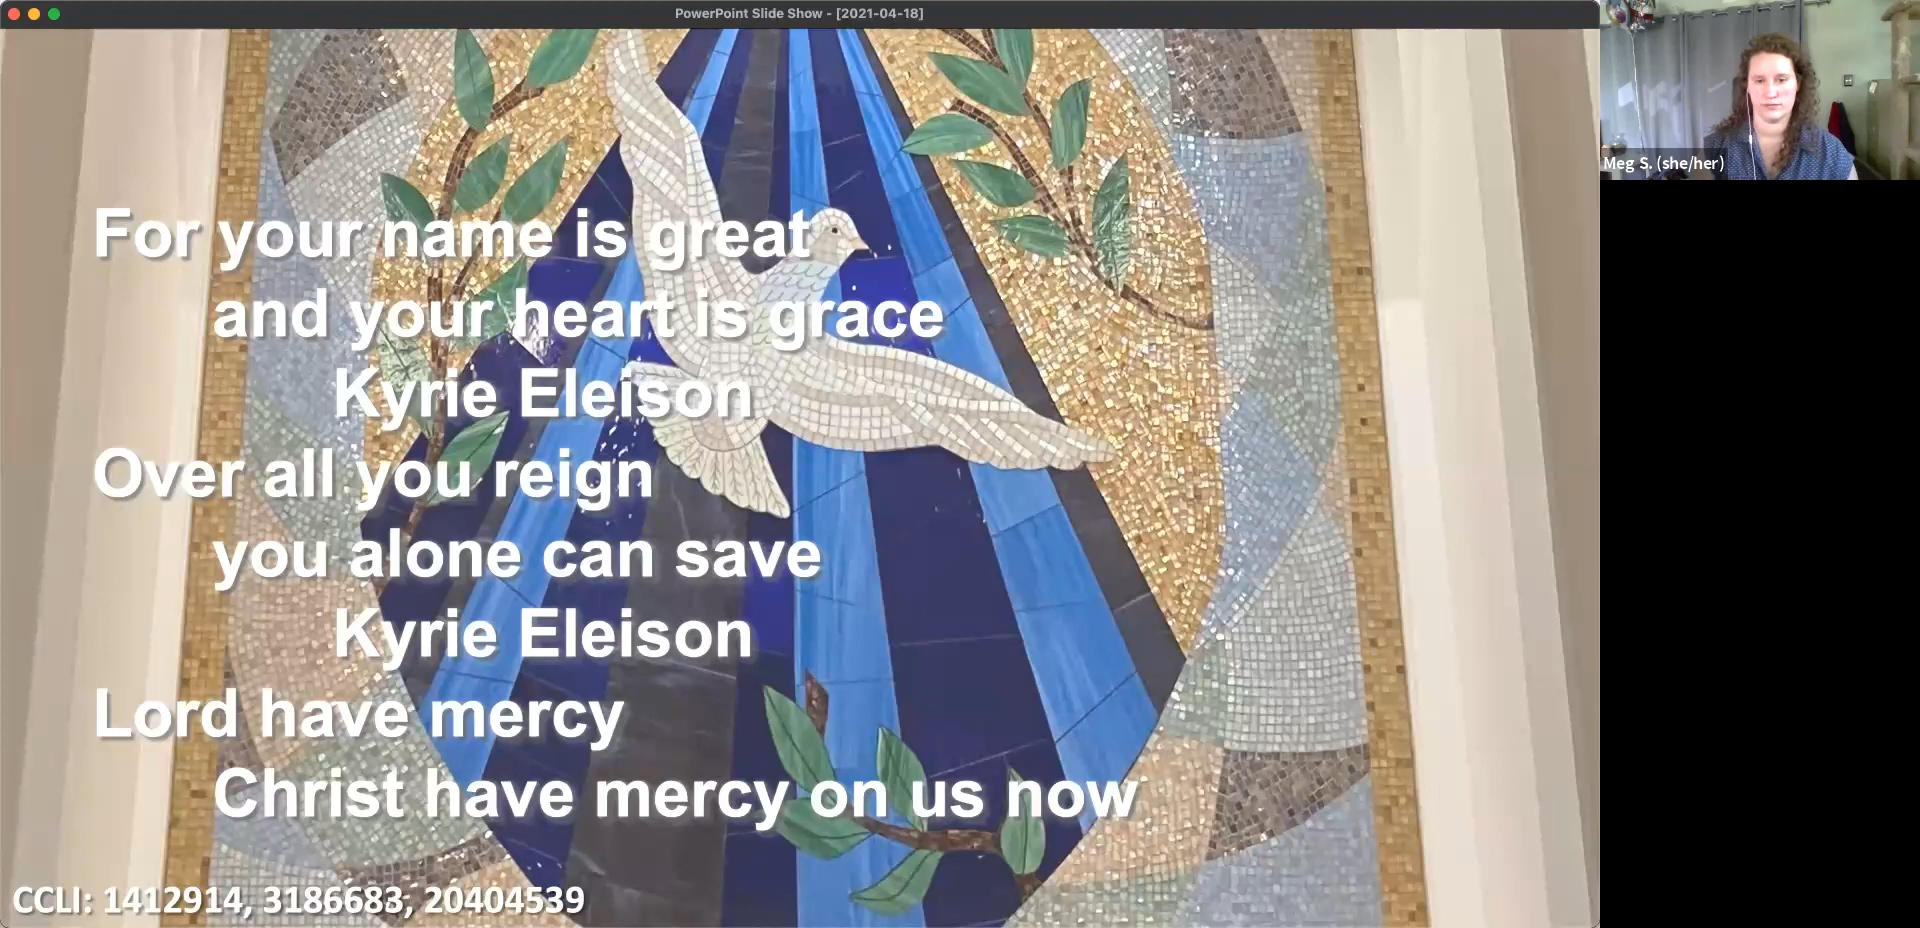 PowerPoint Slide Show - [2021-04-18]
For your name is great
and your heart is grace
Kyrie Eleison
Over all you reign
you alone can save
Kyrie Eleison
Lord have mercy
Christ have mercy on us now
CCLI: 1412914, 3186683, 20404539
Meg S. (she/her)